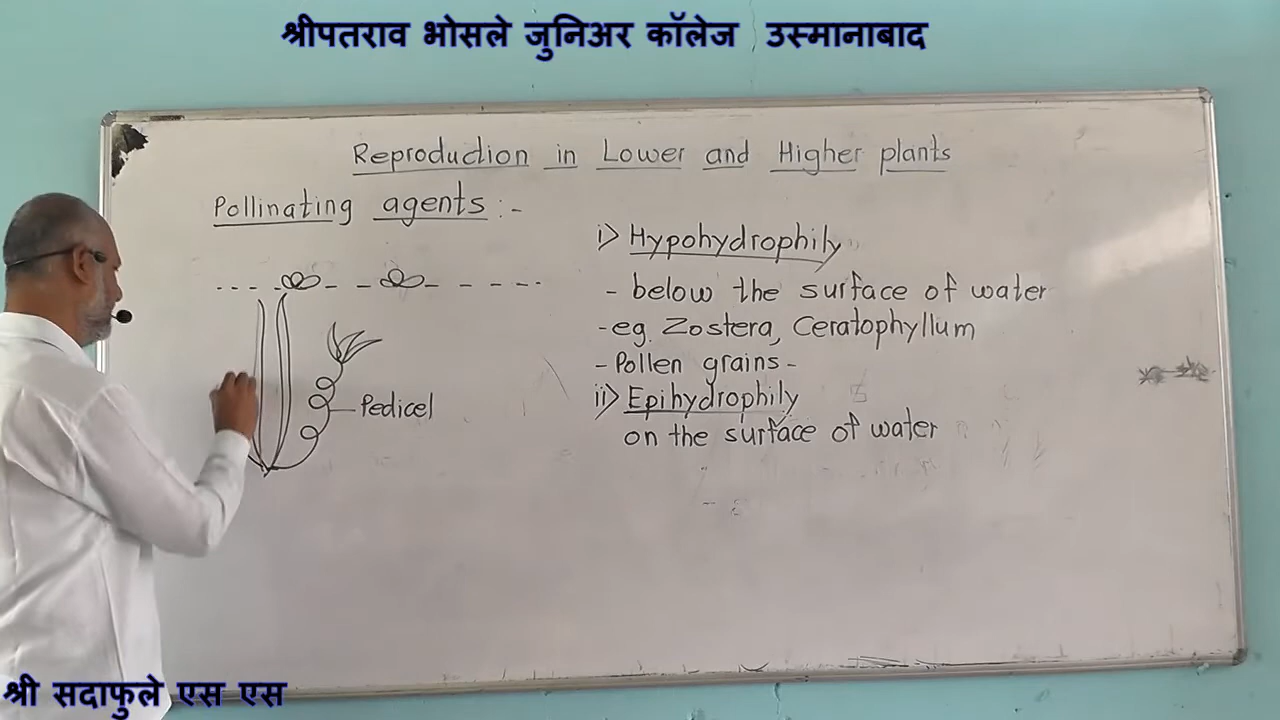 श्रीपतराव भोसले जुनिअर कॉलेज उस्मानाबाद
Reproduction in Lower and Higher plants
Pollinating agents :-
i) Hypohydrophily
- below the surface of water
- eg. Zostera, Ceratophyllum
- Pollen grains -
ii) Epihydrophily
on the surface of water
Pedicel
श्री सदाफुले एस एस